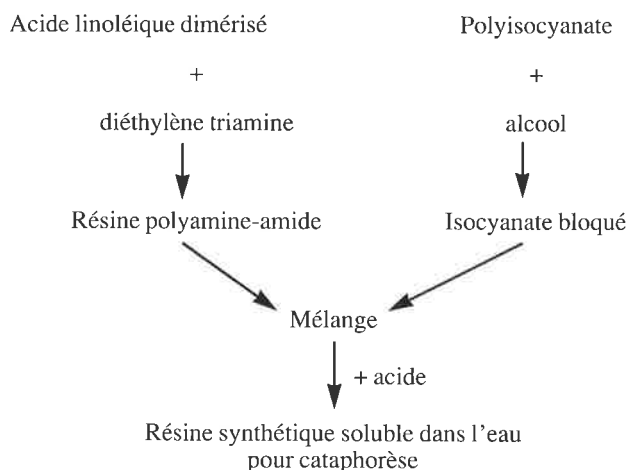 Acide linoléique dimérisé
+
diéthylène triamine
Résine polyamine-amide
Polyisocyanate
+
alcool
Isocyanate bloqué
Mélange
+ acide
Résine synthétique soluble dans l'eau
pour cataphorèse